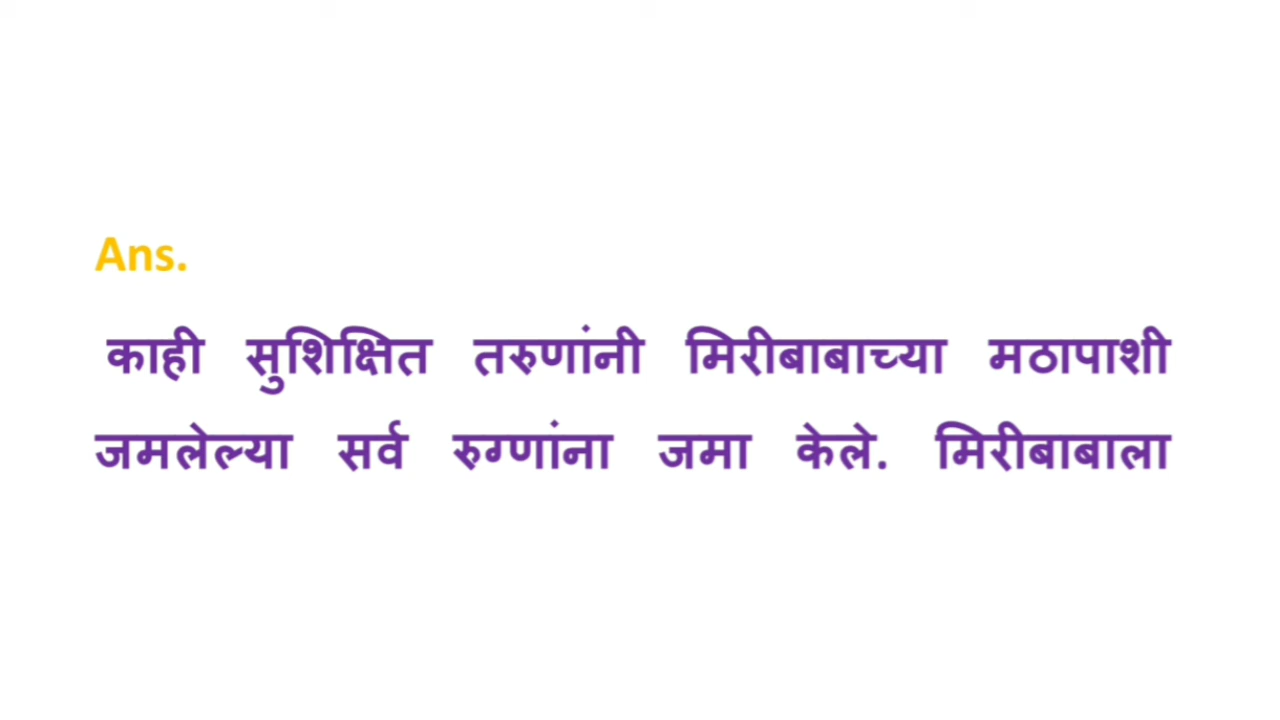 Ans.
काही सुशिक्षित तरुणांनी मिरीबाबाच्या मठापाशी
जमलेल्या सर्व रुग्णांना जमा केले. मिरीबाबाला